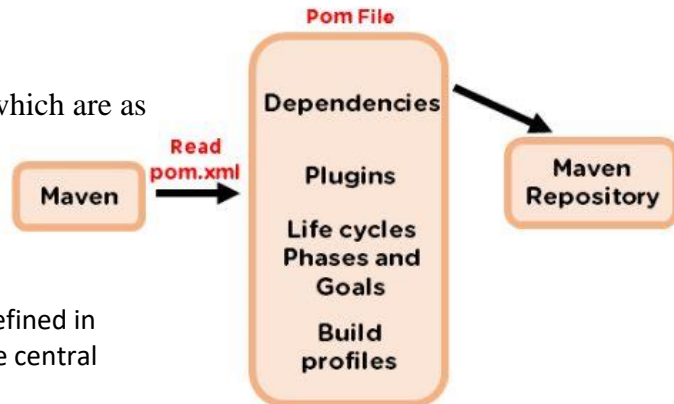 Pom File
which are as
Dependencies
Read
pom.xml
Maven
Plugins
Maven
Repository
Life cycles
Phases and
Goals
efined in
e central
Build
profiles